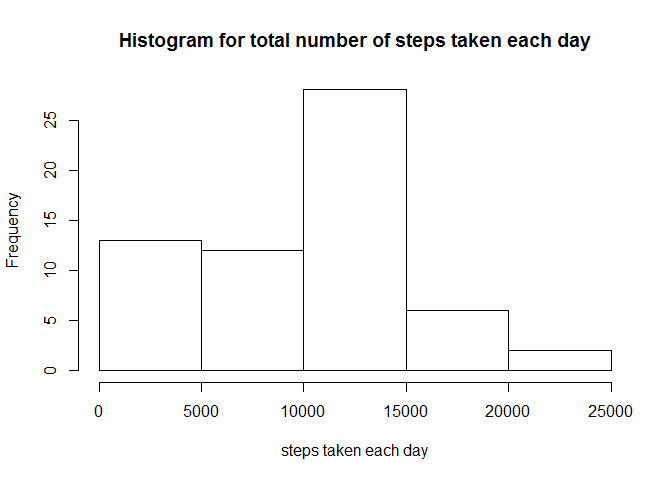 Histogram for total number of steps taken each day
Frequency
25
20
15
10
5
0
0 5000 10000 15000 20000 25000
steps taken each day